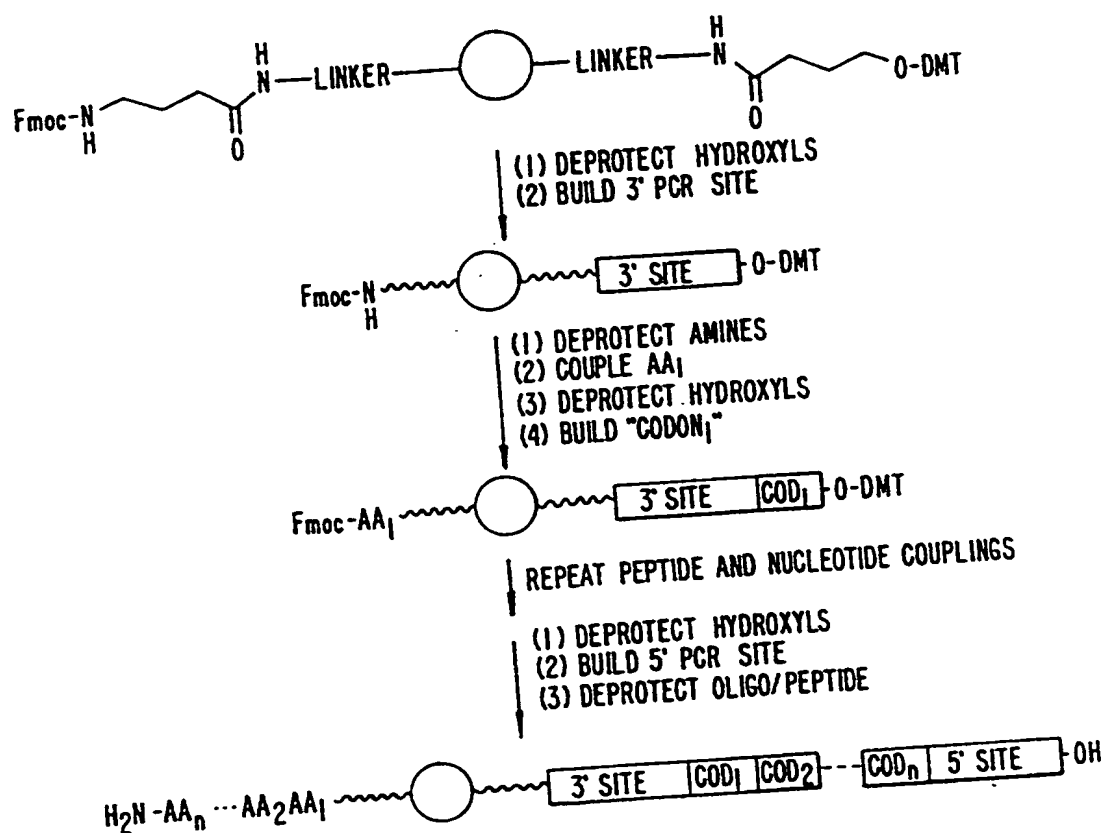 H
Fmoc-N
H
O
N-LINKER
LINKER-N
H
O
O-DMT
(1) DEPROTECT HYDROXYLS
(2) BUILD 3' PCR SITE
Fmoc-N
H
3' SITE
O-DMT
(1) DEPROTECT AMINES
(2) COUPLE AA1
(3) DEPROTECT HYDROXYLS
(4) BUILD "CODON1"
Fmoc-AA1
3' SITE
COD1
O-DMT
REPEAT PEPTIDE AND NUCLEOTIDE COUPLINGS
(1) DEPROTECT HYDROXYLS
(2) BUILD 5' PCR SITE
(3) DEPROTECT OLIGO/PEPTIDE
H2N-AAn ··· AA2AA1
3' SITE
COD1
COD2
---
CODn
5' SITE
OH